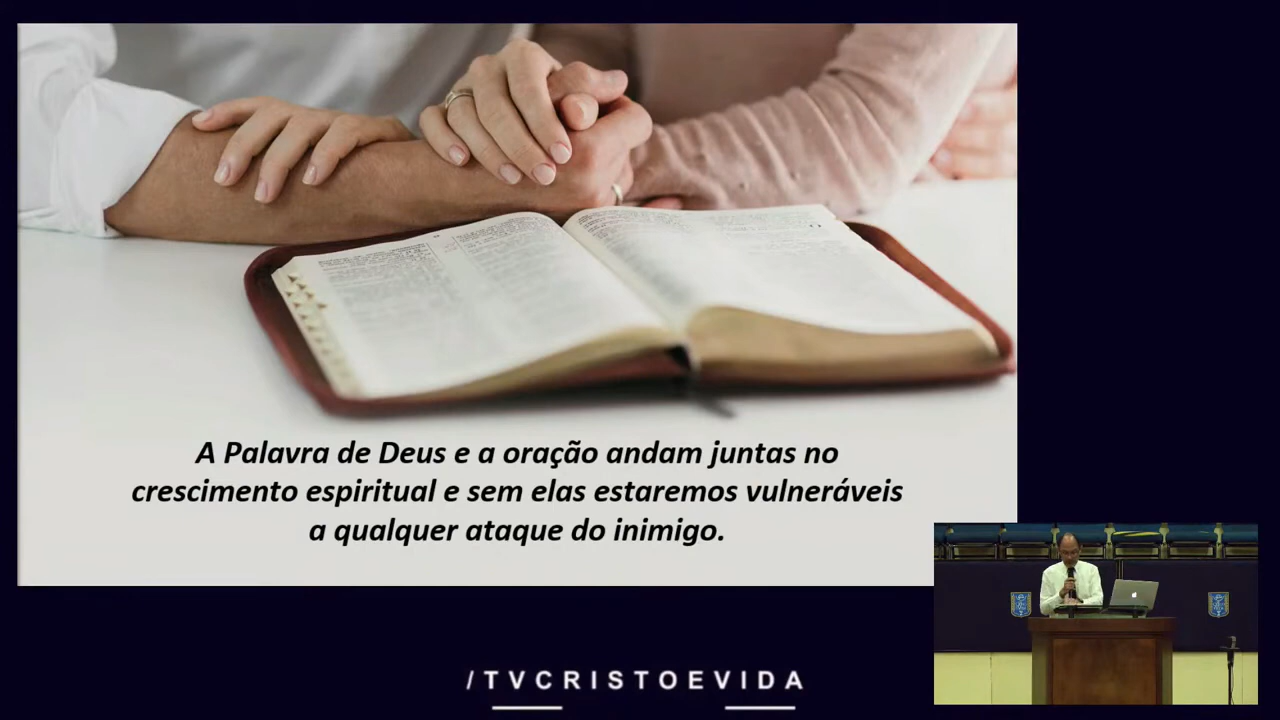 A Palavra de Deus e a oração andam juntas no
crescimento espiritual e sem elas estaremos vulneráveis
a qualquer ataque do inimigo.
/TVCRISTOEVIDA